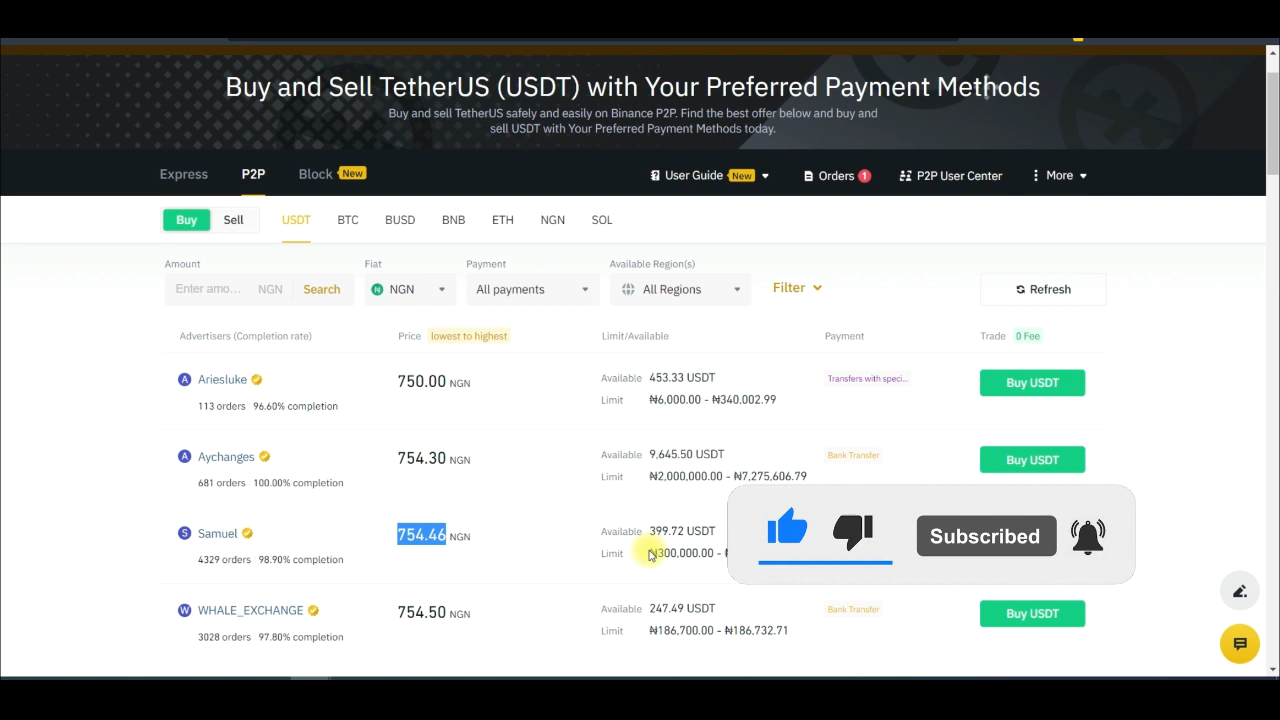 Buy and Sell TetherUS (USDT) with Your Preferred Payment Methods
Buy and sell TetherUS safely and easily on Binance P2P. Find the best offer below and buy and
sell USDT with Your Preferred Payment Methods today.
Express P2P Block New User Guide New Orders 1 P2P User Center More
Buy Sell USDT BTC BUSD BNB ETH NGN SOL
Amount Fiat Payment Available Region(s)
Enter amo... NGN Search N NGN All payments All Regions Filter Refresh
Advertisers (Completion rate) Price lowest to highest Limit/Available Payment Trade 0 Fee
A Ariesluke 750.00 NGN Available 453.33 USDT Transfers with speci... Buy USDT
113 orders 96.60% completion Limit ₦6,000.00 - ₦340,002.99
A Aychanges 754.30 NGN Available 9,645.50 USDT Bank Transfer Buy USDT
681 orders 100.00% completion Limit ₦2,000,000.00 - ₦7,275,606.79
S Samuel 754.46 NGN Available 399.72 USDT Subscribed
4329 orders 98.90% completion Limit ₦300,000.00 -
W WHALE_EXCHANGE 754.50 NGN Available 247.49 USDT Bank Transfer Buy USDT
3028 orders 97.80% completion Limit ₦186,700.00 - ₦186,732.71